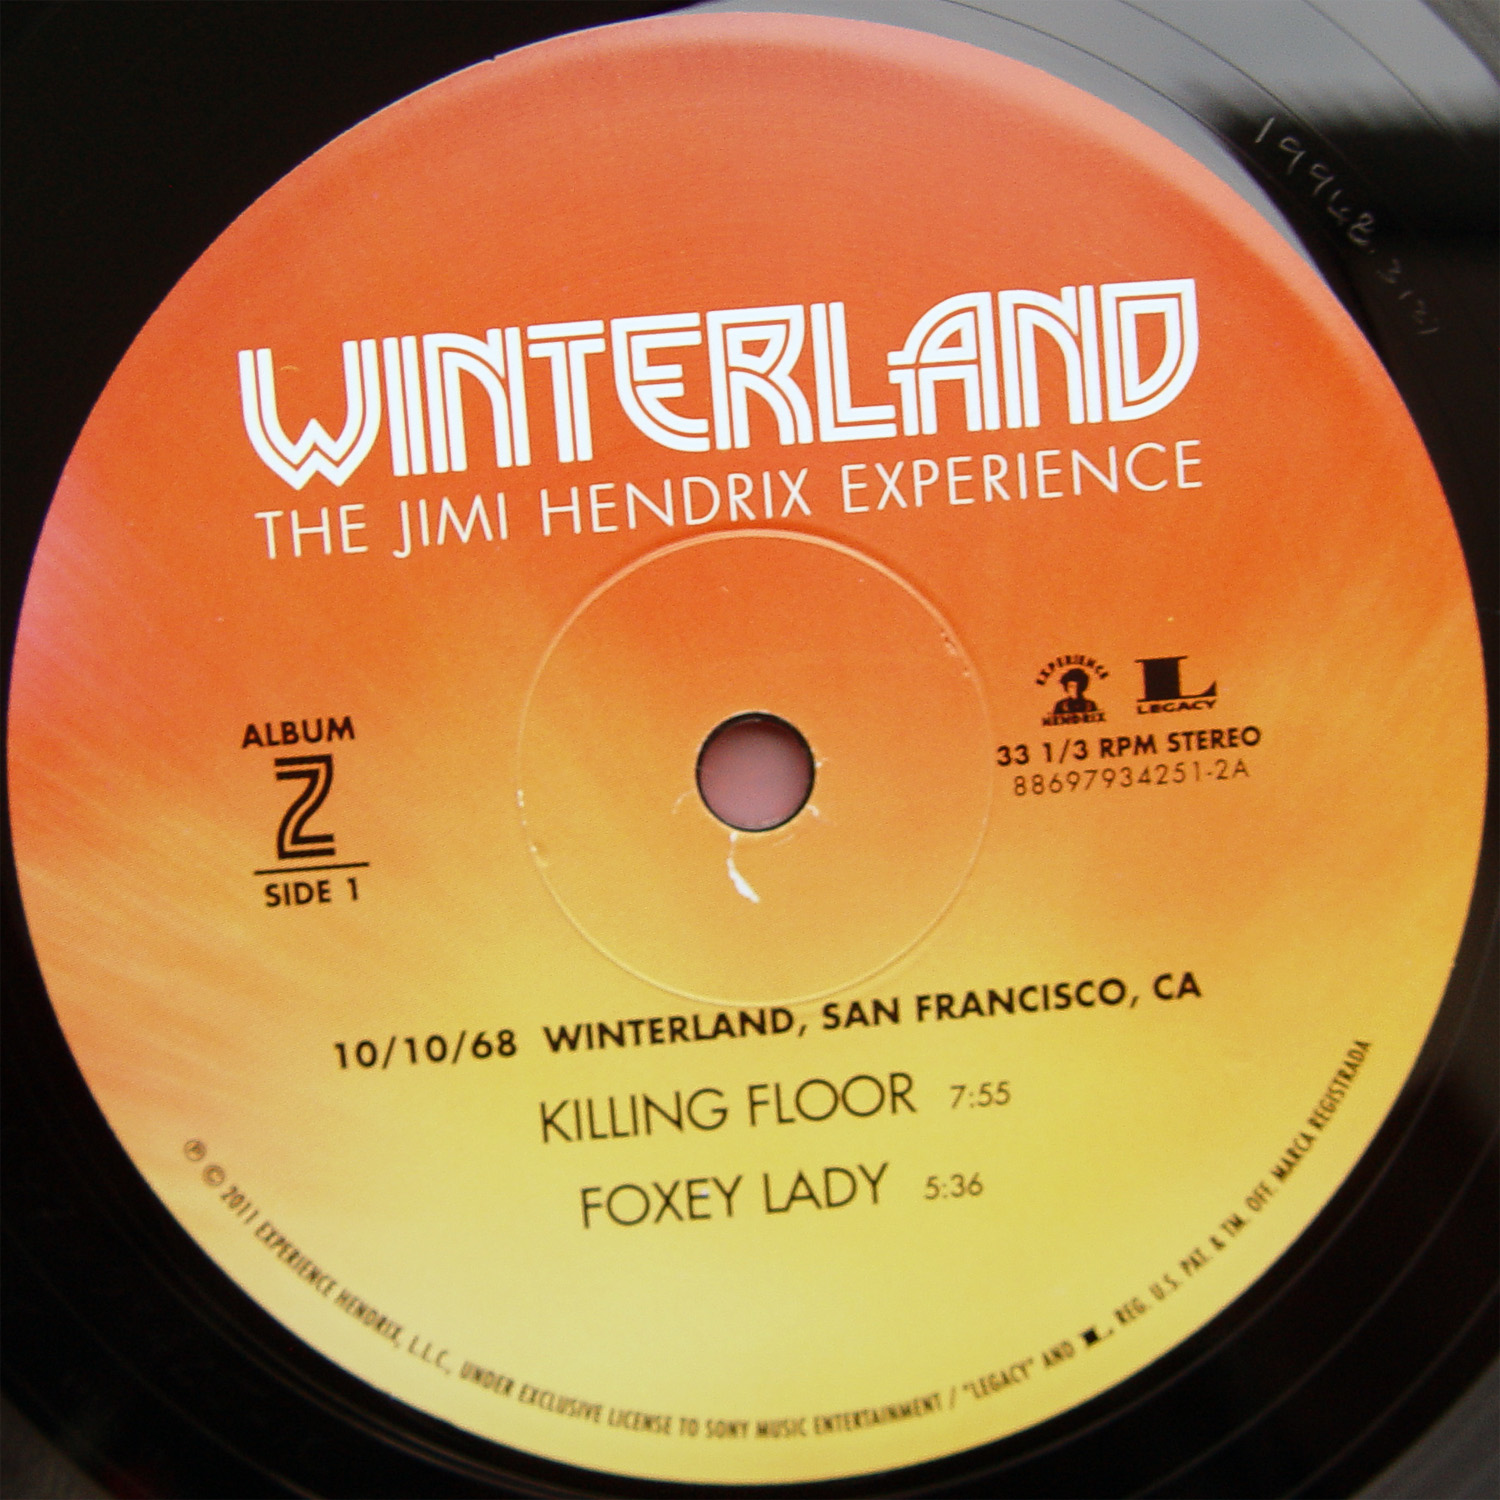 WINTERLAND
THE JIMI HENDRIX EXPERIENCE
EXPERIENCE
HENDRIX
L
LEGACY
33 1/3 RPM STEREO
88697934251-2A
ALBUM
2
SIDE 1
10/10/68 WINTERLAND, SAN FRANCISCO, CA
KILLING FLOOR 7:55
FOXEY LADY 5:36
Ⓟ © 2011 EXPERIENCE HENDRIX, L.L.C., UNDER EXCLUSIVE LICENSE TO SONY MUSIC ENTERTAINMENT / "LEGACY" AND L, REG. U.S. PAT. & TM. OFF. MARCA REGISTRADA